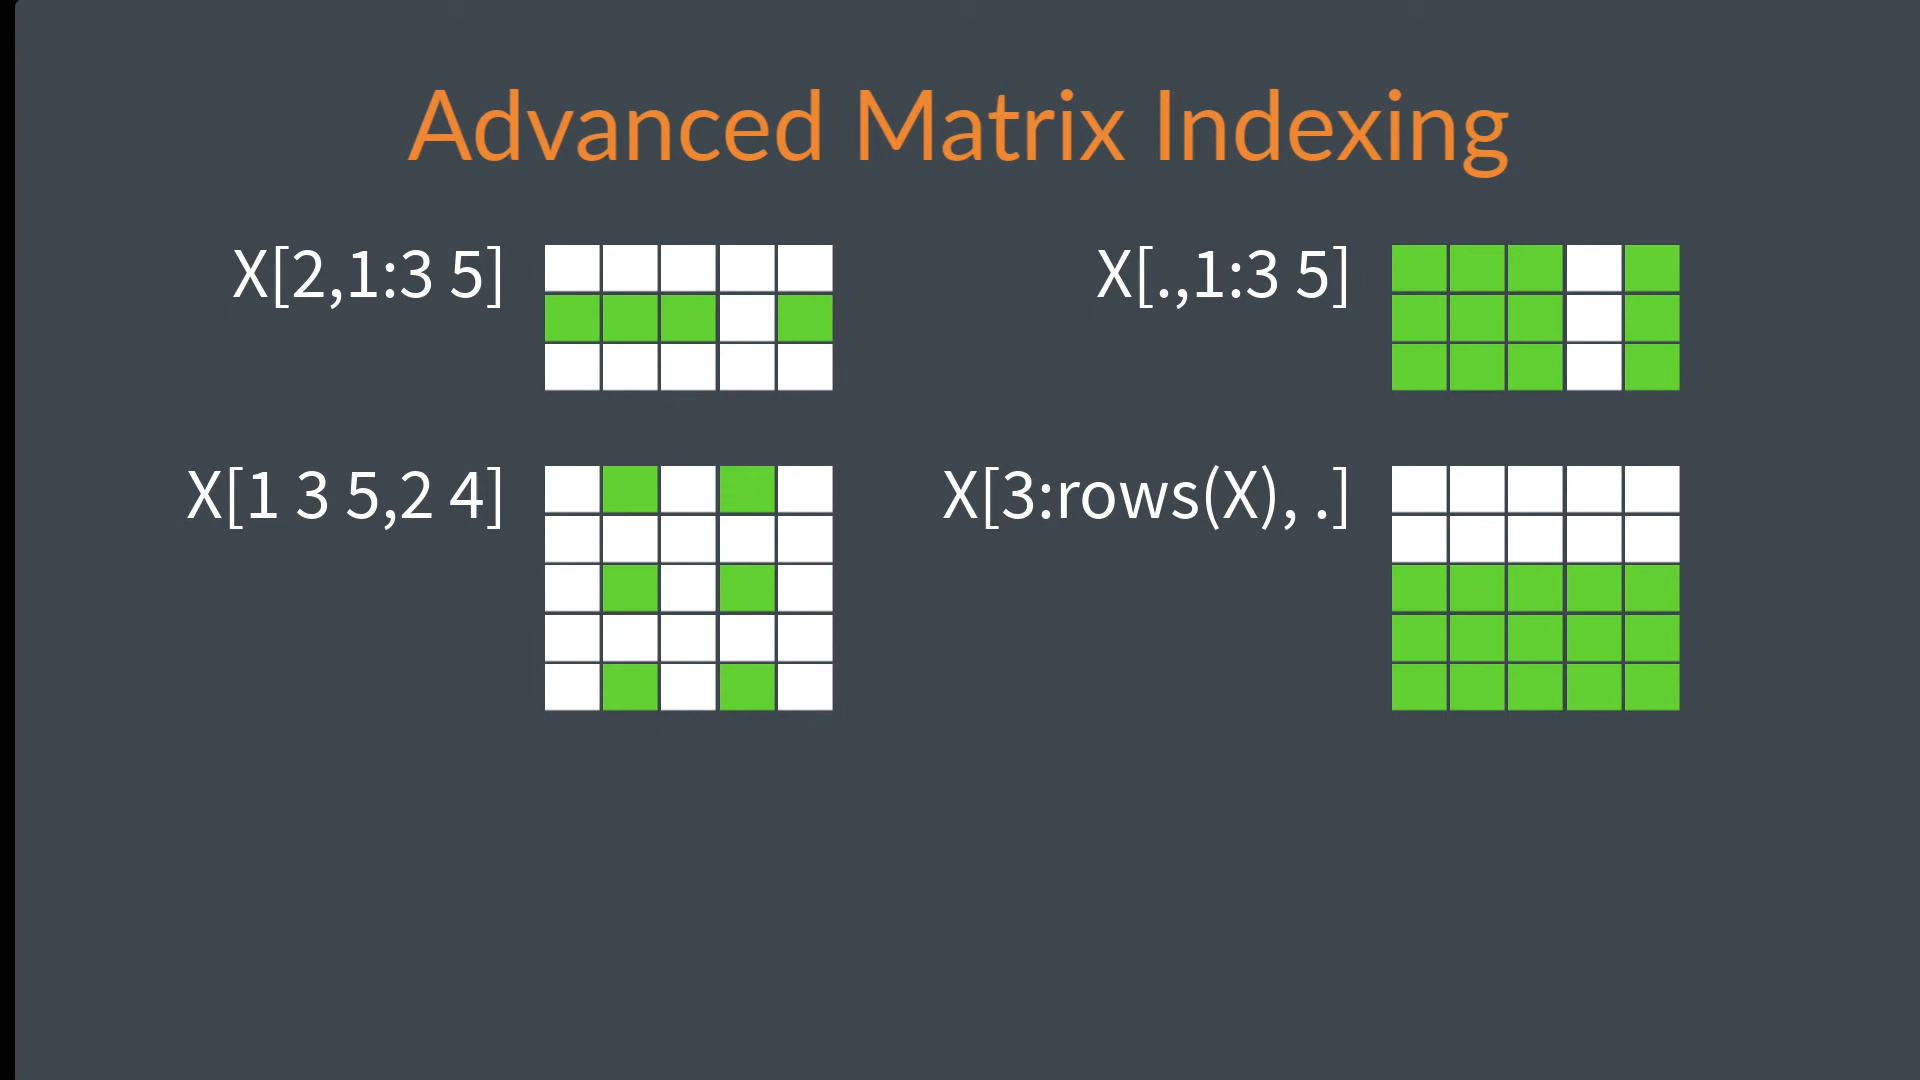 Advanced Matrix Indexing
X[2,1:3 5]
X[.,1:3 5]
X[1 3 5,2 4]
X[3:rows(X), .]